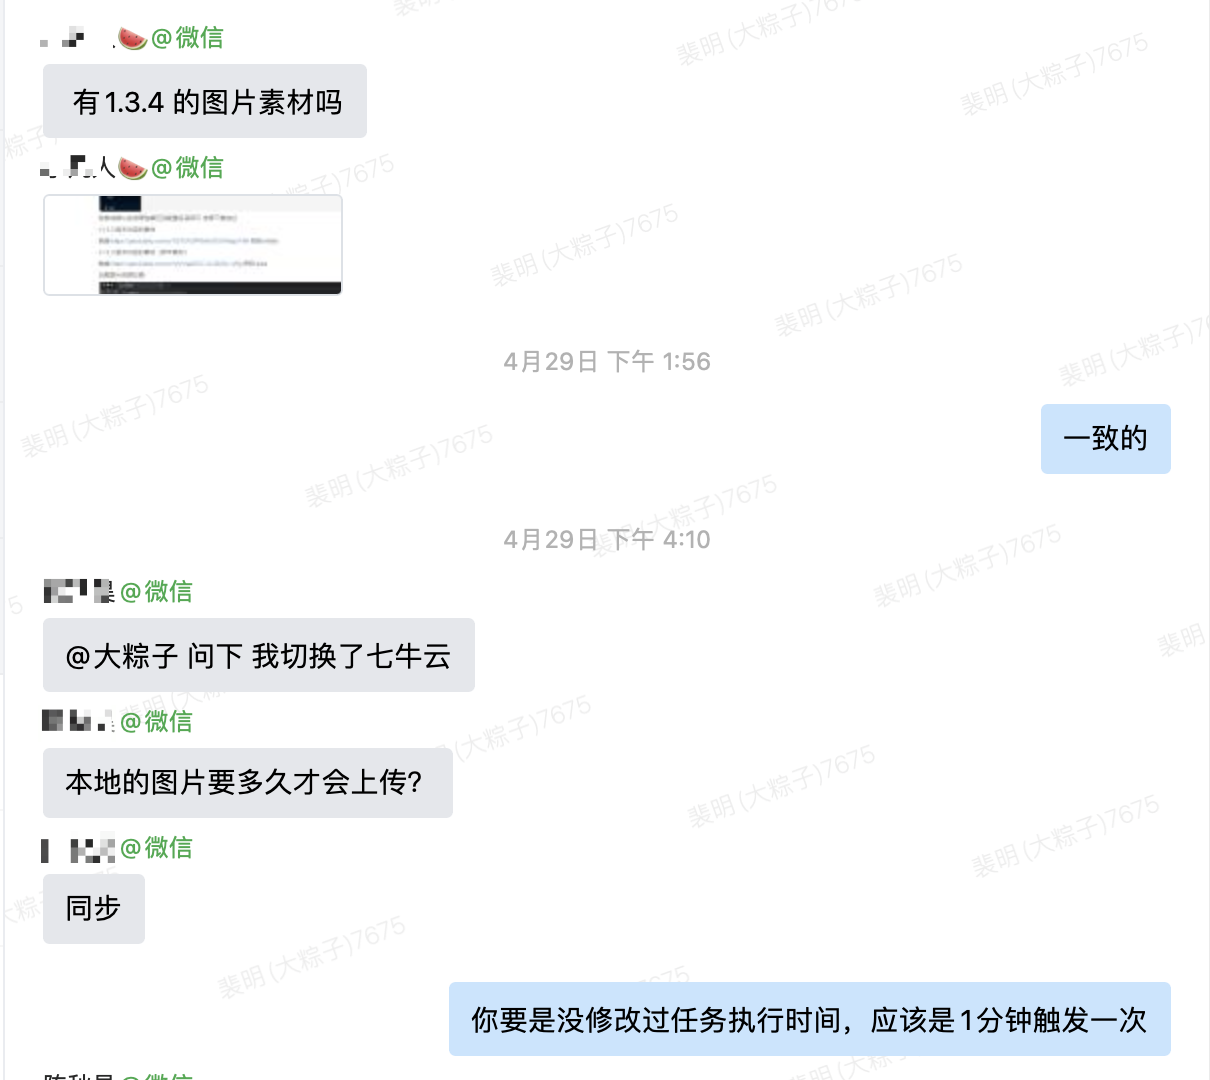 @微信
有1.3.4 的图片素材吗
人🍉@微信
4月29日 下午 1:56
一致的
4月29日 下午 4:10
@微信
@大粽子 问下 我切换了七牛云
@微信
本地的图片要多久才会上传?
@微信
同步
你要是没修改过任务执行时间，应该是1分钟触发一次
@微信
裴明(大粽子)7675